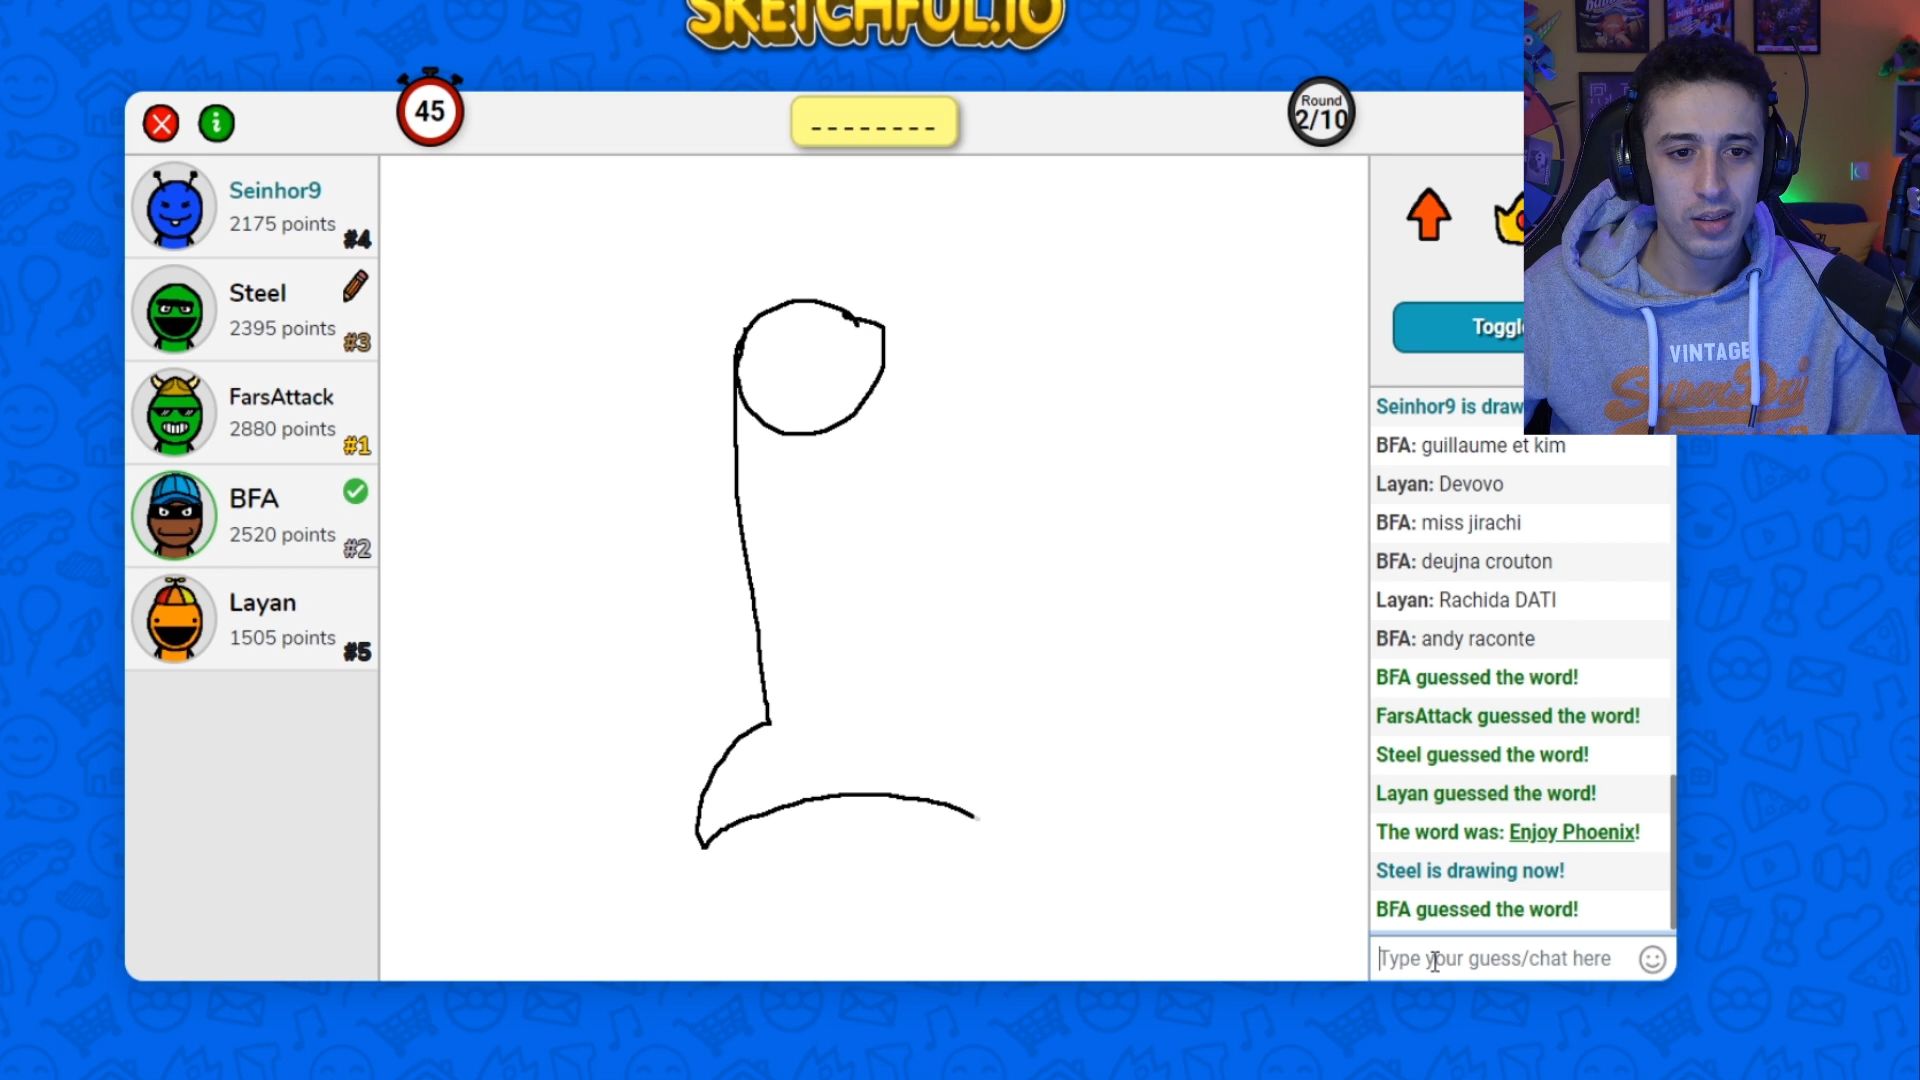 SKETCHFUL.IO
45
--------
Round
2/10
Seinhor9
2175 points
#4
Steel
2395 points
#3
FarsAttack
2880 points
#1
BFA
2520 points
#2
Layan
1505 points
#5
Toggl
VINTAGE
SuperDry
Seinhor9 is draw
BFA: guillaume et kim
Layan: Devovo
BFA: miss jirachi
BFA: deujna crouton
Layan: Rachida DATI
BFA: andy raconte
BFA guessed the word!
FarsAttack guessed the word!
Steel guessed the word!
Layan guessed the word!
The word was: Enjoy Phoenix!
Steel is drawing now!
BFA guessed the word!
Type your guess/chat here